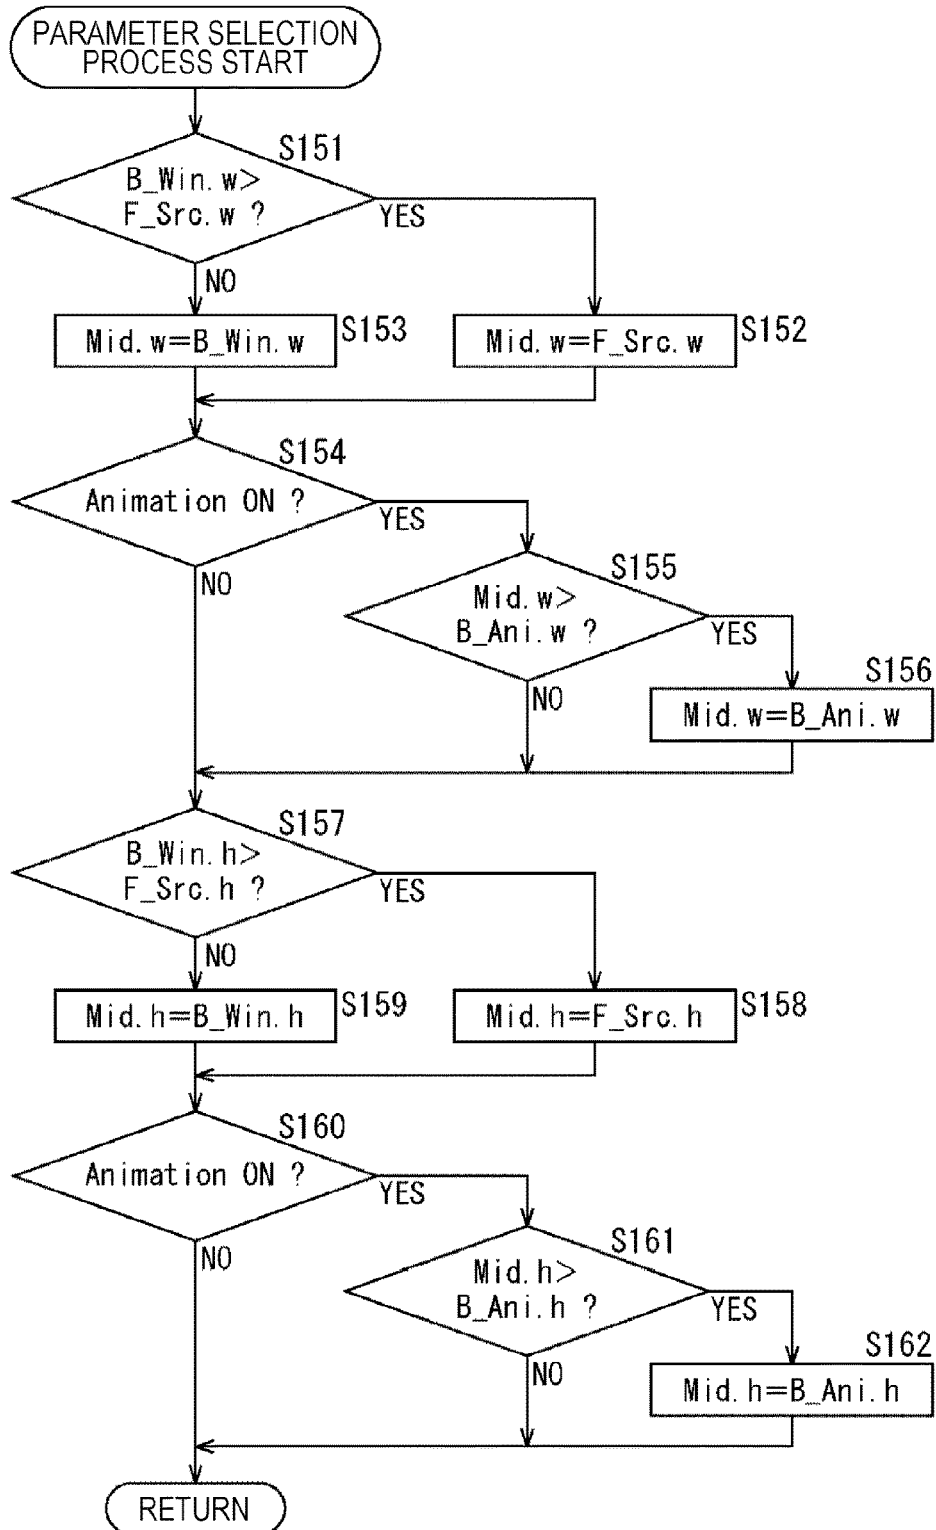 PARAMETER SELECTION
PROCESS START
S151
B_Win.w>
F_Src.w ?
YES
NO
Mid.w=B_Win.w
S153
Mid.w=F_Src.w
S152
S154
Animation ON ?
YES
NO
S155
Mid.w>
B_Ani.w ?
YES
NO
S156
Mid.w=B_Ani.w
S157
B_Win.h>
F_Src.h ?
YES
NO
Mid.h=B_Win.h
S159
Mid.h=F_Src.h
S158
S160
Animation ON ?
YES
NO
S161
Mid.h>
B_Ani.h ?
YES
NO
S162
Mid.h=B_Ani.h
RETURN